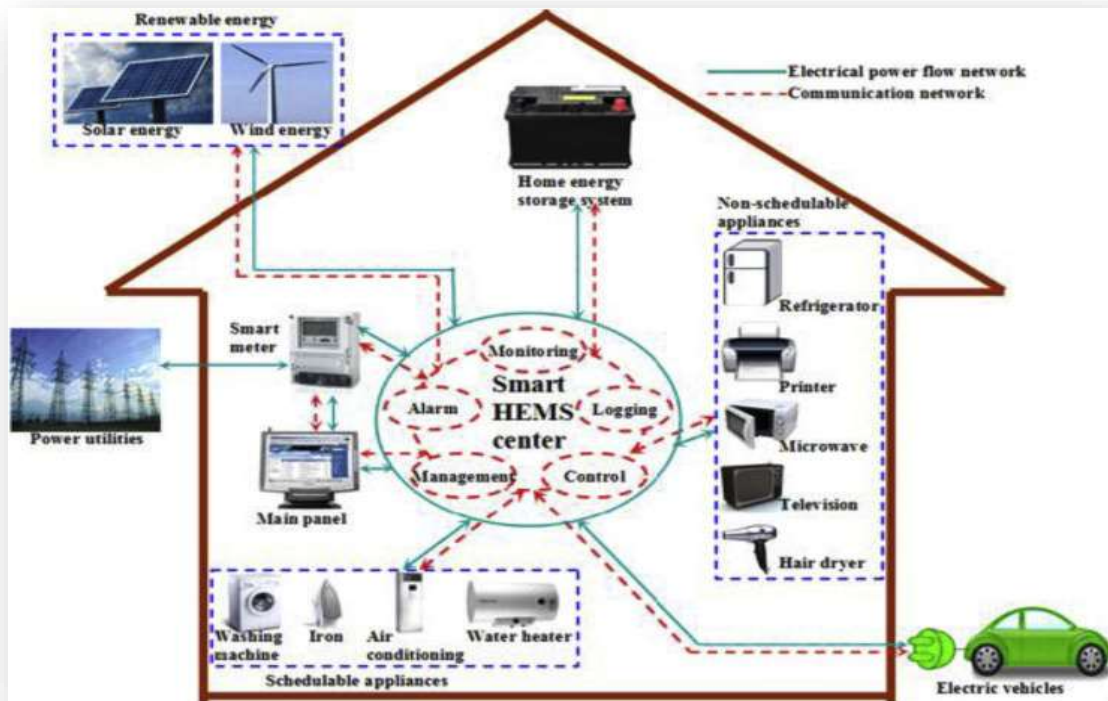 Renewable energy
Solar energy
Wind energy
Electrical power flow network
Communication network
Home energy
storage system
Non-schedulable
appliances
Refrigerator
Printer
Microwave
Television
Hair dryer
Smart
meter
Power utilities
Main panel
Monitoring
Alarm
Smart
HEMS
center
Logging
Management
Control
Washing
machine
Iron
Air
conditioning
Water heater
Schedulable appliances
Electric vehicles